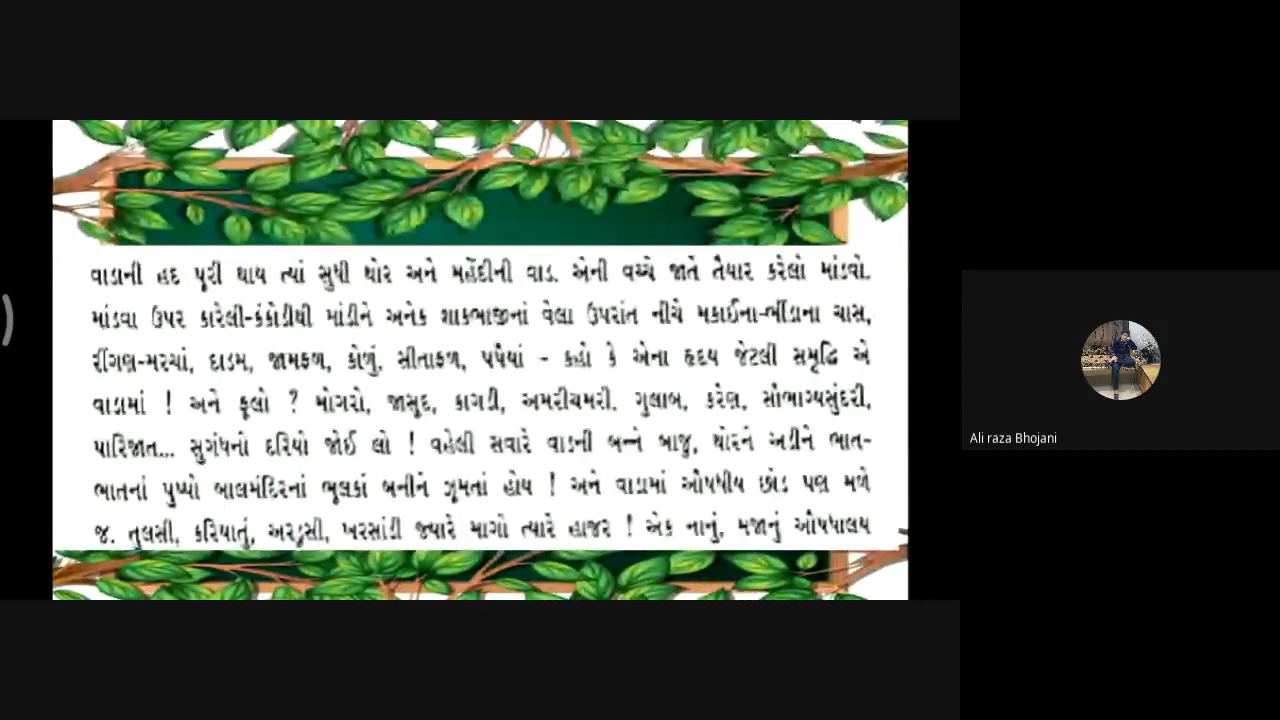 વાડાની હદ પૂરી થાય ત્યાં સુધી થોર અને મહેંદીની વાડ. એની વચ્ચે જાતે તૈયાર કરેલો માંડવો.
માંડવા ઉપર કારેલી-કંકોડીથી માંડીને અનેક શાકભાજીનાં વેલા ઉપરાંત નીચે મકાઈના-ભીંડાના ચાસ,
રીંગણ-મરચાં, દાડમ, જામફળ, કોળું, સીતાફળ, પપૈયાં - કહો કે એના હૃદય જેટલી સમૃદ્ધિ એ
વાડામાં ! અને ફૂલો ? મોગરો, જાસૂદ, કાગડી, અમરીચમરી. ગુલાબ, કરેણ, સૌભાગ્યસુંદરી,
પારિજાત... સુગંધનો દરિયો જોઈ લો ! વહેલી સવારે વાડની બન્ને બાજુ, થોરને અડીને ભાત-
ભાતનાં પુષ્પો બાલમંદિરનાં ભૂલકાં બનીને ઝૂમતાં હોય ! અને વાડામાં ઔષધીય છોડ પણ મળે
જ. તુલસી, કરિયાતું, અરડૂસી, ખરસાંડી જ્યારે માગો ત્યારે હાજર ! એક નાનું, મજાનું ઔષધાલય
Ali raza Bhojani